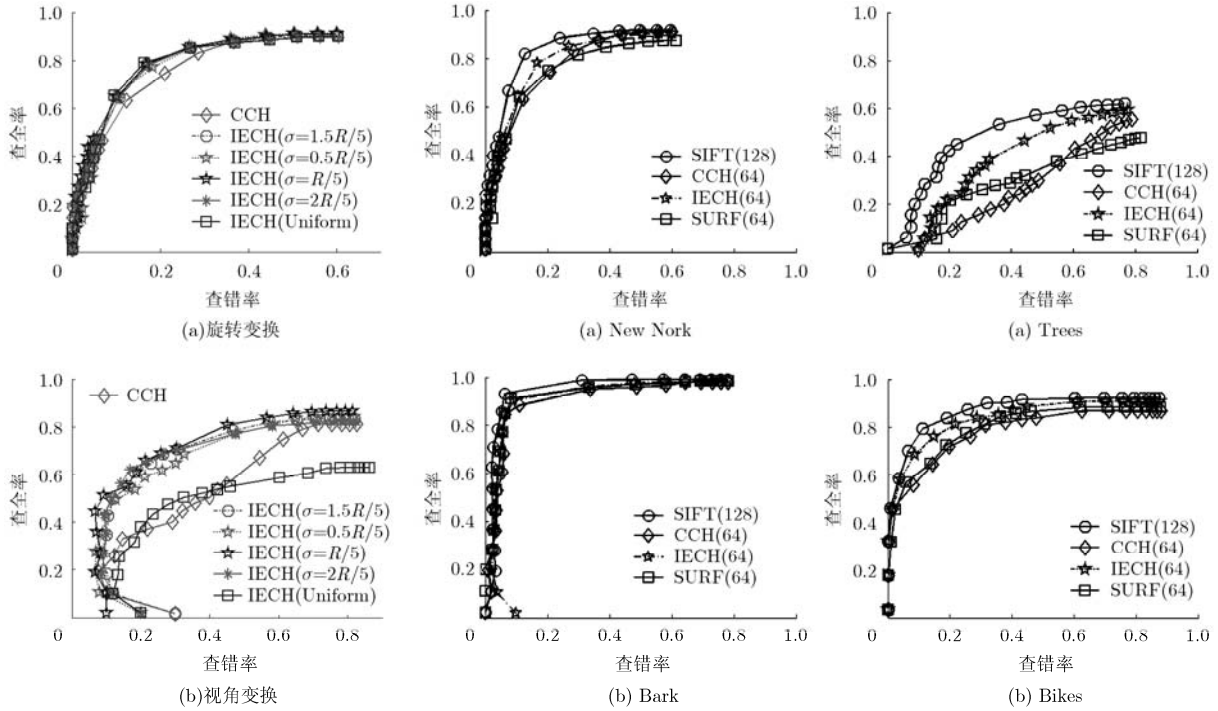 1.0
0.8
0.6
0.4
0.2
0
0.2
0.4
0.6
查全率
查错率
CCH
IECH(σ=1.5R/5)
IECH(σ=0.5R/5)
IECH(σ=R/5)
IECH(σ=2R/5)
IECH(Uniform)
(a)旋转变换
1.0
0.8
0.6
0.4
0.2
0
0.2
0.4
0.6
0.8
1.0
查全率
查错率
SIFT(128)
CCH(64)
IECH(64)
SURF(64)
(a) New Nork
1.0
0.8
0.6
0.4
0.2
0
0.2
0.4
0.6
0.8
1.0
查全率
查错率
SIFT(128)
CCH(64)
IECH(64)
SURF(64)
(a) Trees
1.0
0.8
0.6
0.4
0.2
0
0.2
0.4
0.6
0.8
查全率
查错率
CCH
IECH(σ=1.5R/5)
IECH(σ=0.5R/5)
IECH(σ=R/5)
IECH(σ=2R/5)
IECH(Uniform)
(b)视角变换
1.0
0.8
0.6
0.4
0.2
0
0.2
0.4
0.6
0.8
1.0
查全率
查错率
SIFT(128)
CCH(64)
IECH(64)
SURF(64)
(b) Bark
1.0
0.8
0.6
0.4
0.2
0
0.2
0.4
0.6
0.8
1.0
查全率
查错率
SIFT(128)
CCH(64)
IECH(64)
SURF(64)
(b) Bikes